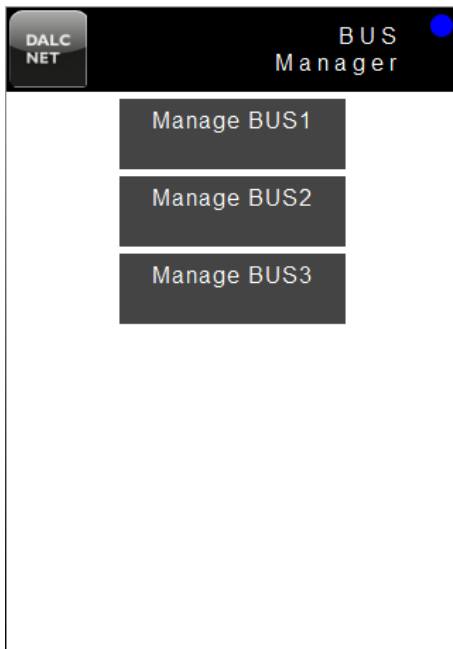 DALC
NET
BUS
Manager
Manage BUS1
Manage BUS2
Manage BUS3